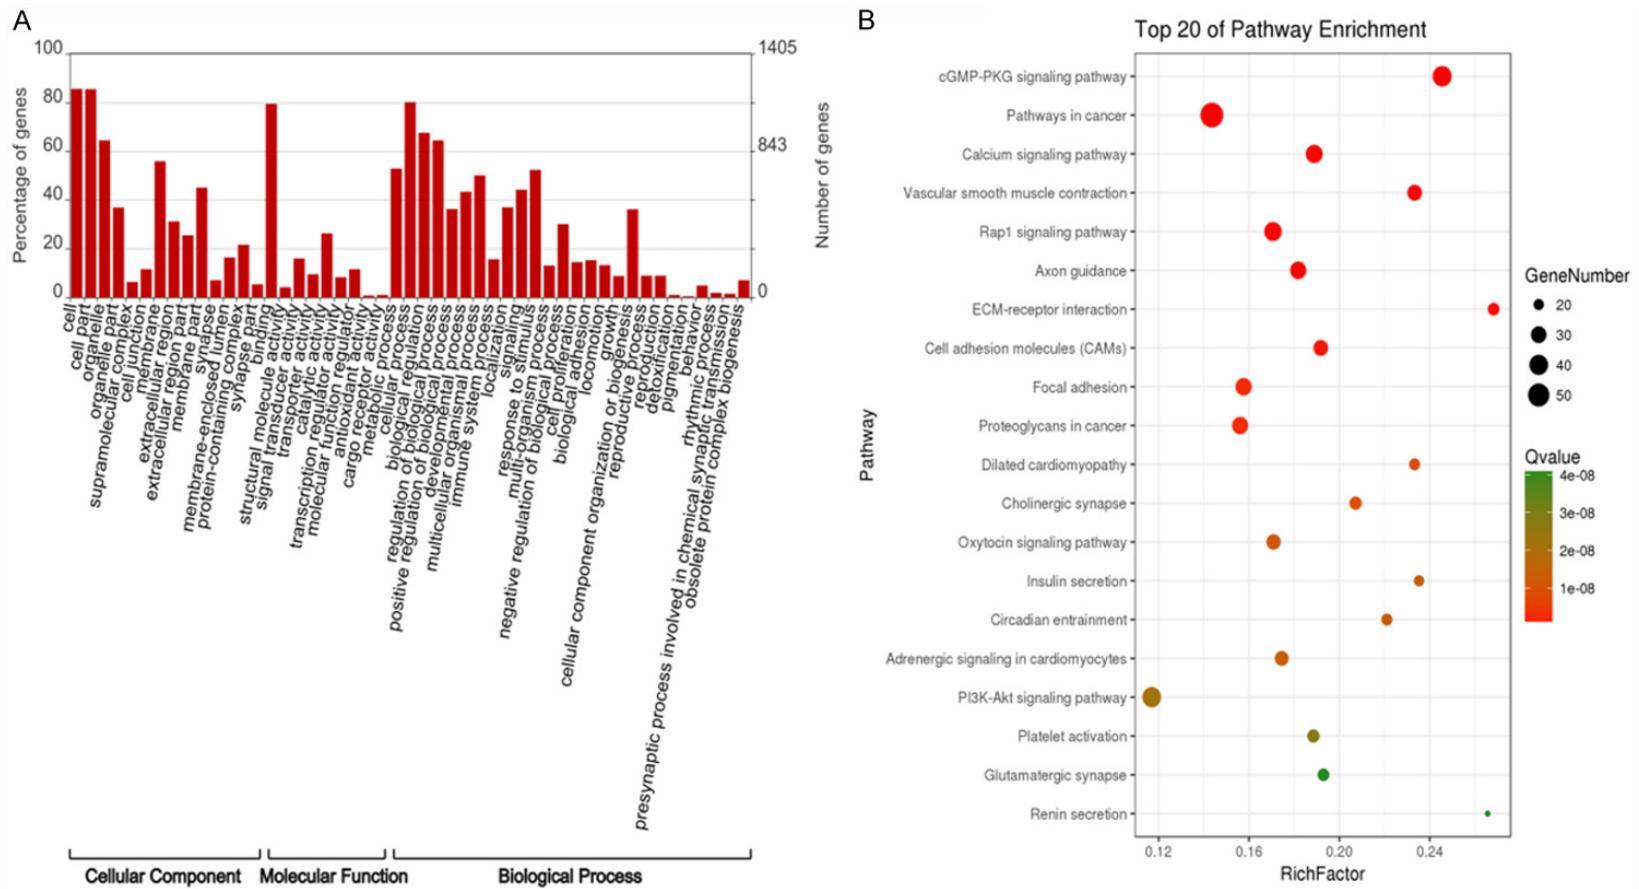 A
100
80
60
40
20
0
Percentage of genes
1405
843
0
Number of genes
cell
cell part
organelle
organelle part
supramolecular complex
cell junction
membrane
extracellular region
extracellular region part
membrane part
synapse
membrane-enclosed lumen
protein-containing complex
synapse part
binding
structural molecule activity
signal transducer activity
transporter activity
catalytic activity
transcription regulator activity
molecular function regulator
antioxidant activity
cargo receptor activity
metabolic process
cellular process
biological regulation
regulation of biological process
positive regulation of biological process
developmental process
multicellular organismal process
immune system process
localization
signaling
response to stimulus
multi-organism process
negative regulation of biological process
cell proliferation
biological adhesion
locomotion
growth
cellular component organization or biogenesis
reproductive process
reproduction
detoxification
pigmentation
behavior
rhythmic process
presynaptic process involved in chemical synaptic transmission
obsolete protein complex biogenesis
Cellular Component
Molecular Function
Biological Process
B
Top 20 of Pathway Enrichment
Pathway
cGMP-PKG signaling pathway
Pathways in cancer
Calcium signaling pathway
Vascular smooth muscle contraction
Rap1 signaling pathway
Axon guidance
ECM-receptor interaction
Cell adhesion molecules (CAMs)
Focal adhesion
Proteoglycans in cancer
Dilated cardiomyopathy
Cholinergic synapse
Oxytocin signaling pathway
Insulin secretion
Circadian entrainment
Adrenergic signaling in cardiomyocytes
PI3K-Akt signaling pathway
Platelet activation
Glutamatergic synapse
Renin secretion
0.12
0.16
0.20
0.24
RichFactor
GeneNumber
20
30
40
50
Qvalue
4e-08
3e-08
2e-08
1e-08